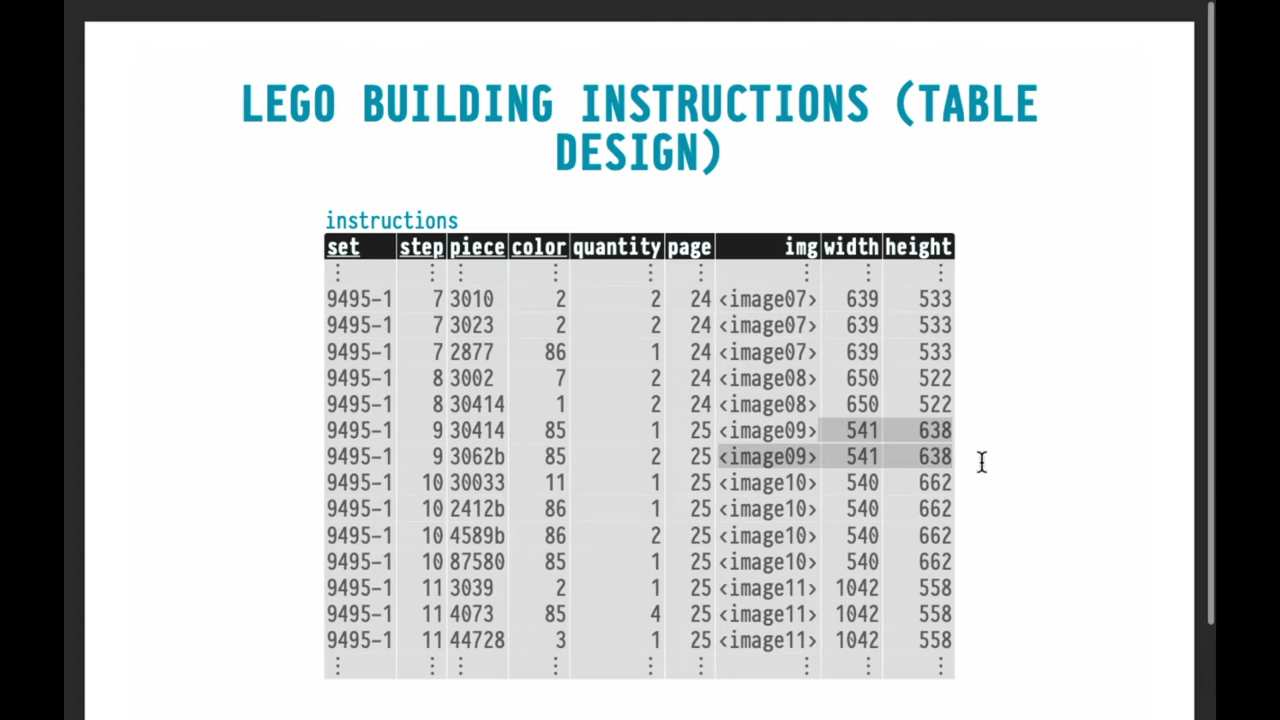 LEGO BUILDING INSTRUCTIONS (TABLE
DESIGN)
instructions
set step piece color quantity page img width height
⋮ ⋮ ⋮ ⋮ ⋮ ⋮ ⋮ ⋮ ⋮
9495-1 7 3010 2 2 24 <image07> 639 533
9495-1 7 3023 2 2 24 <image07> 639 533
9495-1 7 2877 86 1 24 <image07> 639 533
9495-1 8 3002 7 2 24 <image08> 650 522
9495-1 8 30414 1 2 24 <image08> 650 522
9495-1 9 30414 85 1 25 <image09> 541 638
9495-1 9 3062b 85 2 25 <image09> 541 638
9495-1 10 30033 11 1 25 <image10> 540 662
9495-1 10 2412b 86 1 25 <image10> 540 662
9495-1 10 4589b 86 2 25 <image10> 540 662
9495-1 10 87580 85 1 25 <image10> 540 662
9495-1 11 3039 2 1 25 <image11> 1042 558
9495-1 11 4073 85 4 25 <image11> 1042 558
9495-1 11 44728 3 1 25 <image11> 1042 558
⋮ ⋮ ⋮ ⋮ ⋮ ⋮ ⋮ ⋮ ⋮